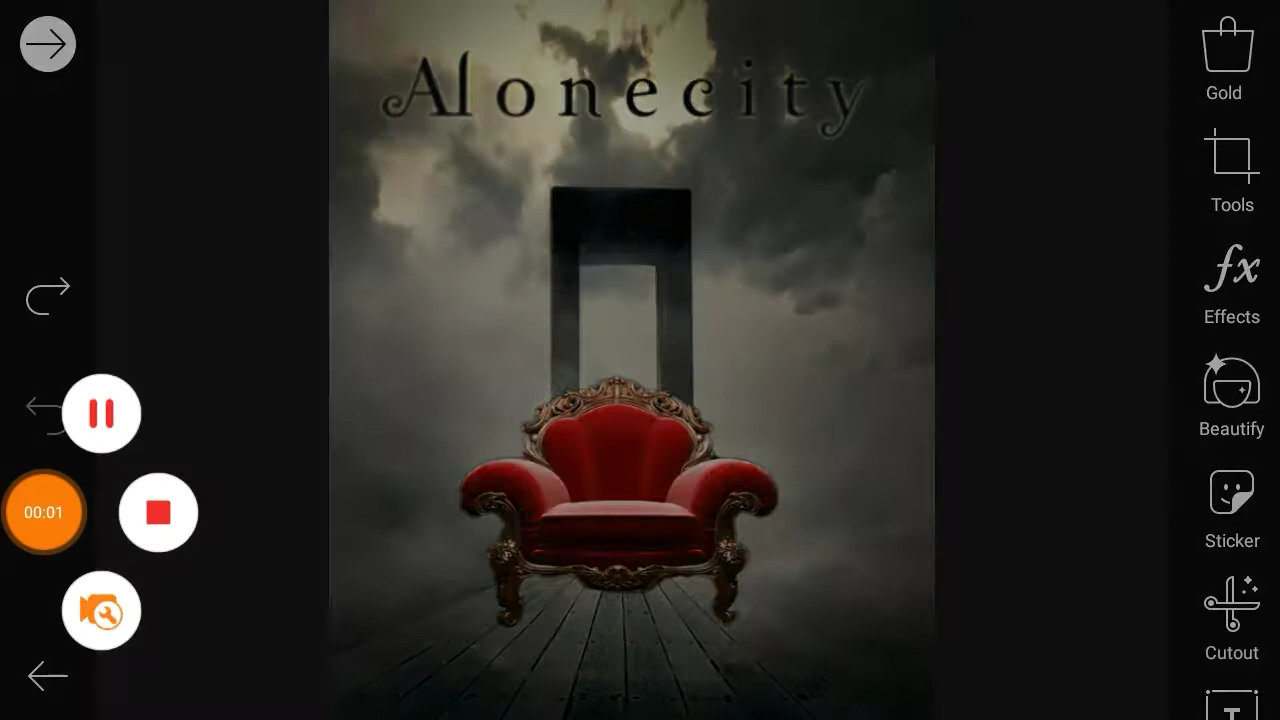 Alonecity
Gold
Tools
fx
Effects
Beautify
Sticker
Cutout
T
00:01